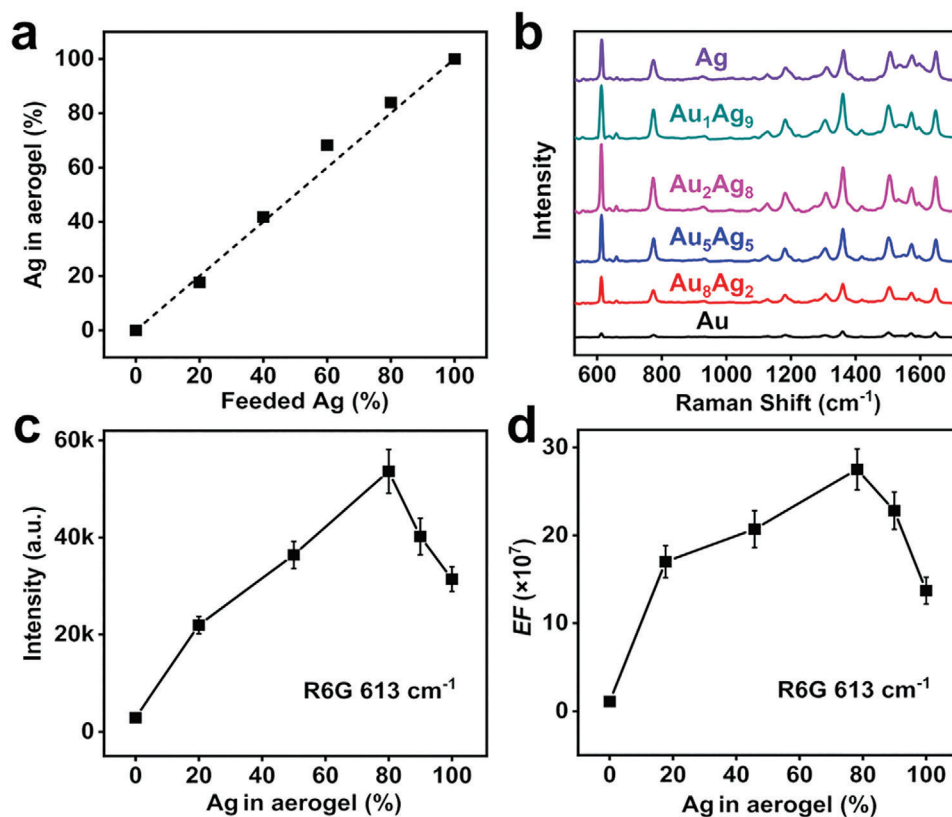 a
100
80
60
40
20
0
Ag in aerogel (%)
0 20 40 60 80 100
Feeded Ag (%)
b
Ag
Au₁Ag₉
Au₂Ag₈
Au₅Ag₅
Au₈Ag₂
Au
Intensity
600 800 1000 1200 1400 1600
Raman Shift (cm⁻¹)
c
60k
40k
20k
0
Intensity (a.u.)
R6G 613 cm⁻¹
0 20 40 60 80 100
Ag in aerogel (%)
d
30
20
10
0
EF (×10⁷)
R6G 613 cm⁻¹
0 20 40 60 80 100
Ag in aerogel (%)